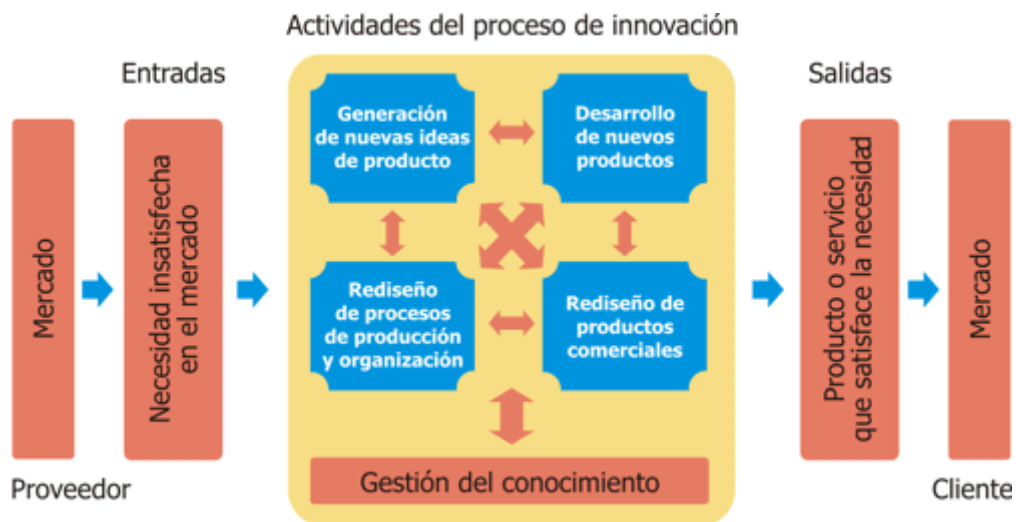 Actividades del proceso de innovación
Entradas
Salidas
Mercado
Necesidad insatisfecha
en el mercado
Generación
de nuevas ideas
de producto
Desarrollo
de nuevos
productos
Rediseño
de procesos
de producción
y organización
Rediseño de
productos
comerciales
Gestión del conocimiento
Producto o servicio
que satisface la necesidad
Mercado
Proveedor
Cliente